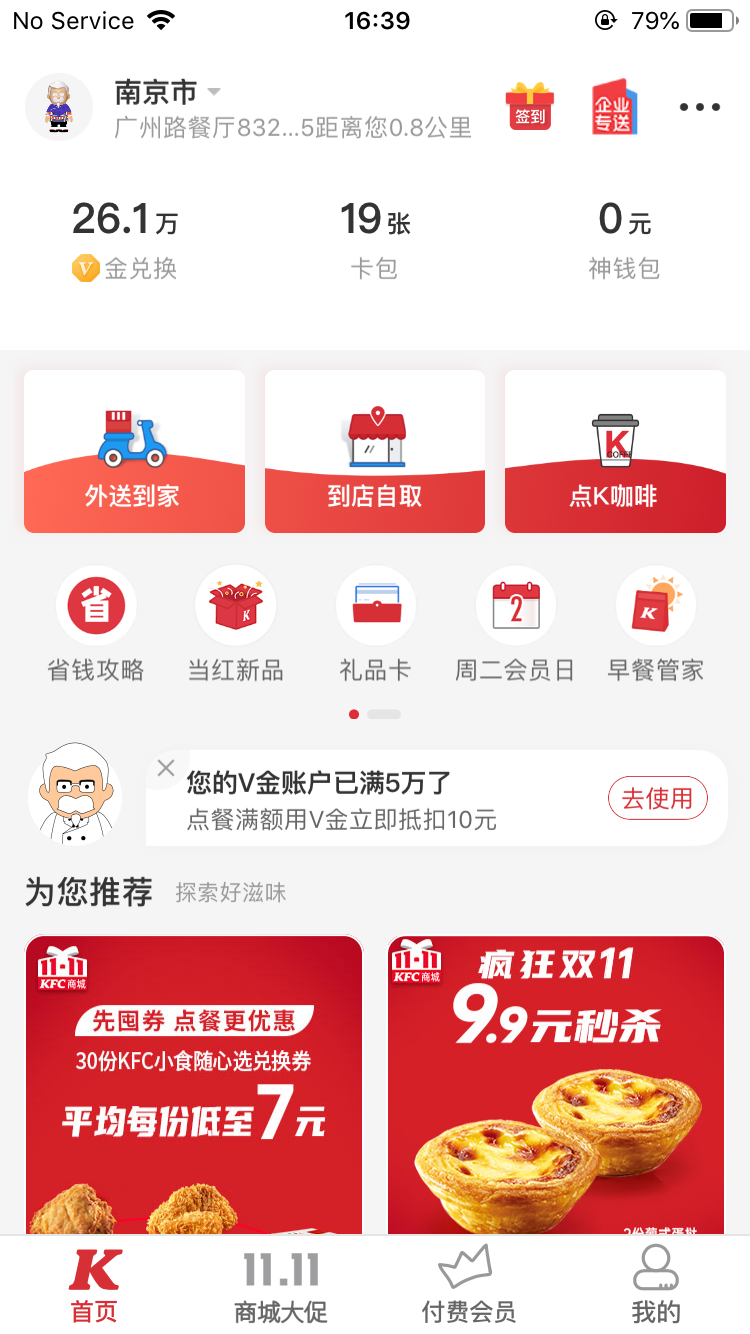 No Service
16:39
79%
南京市
广州路餐厅832...5距离您0.8公里
签到
企业
专送
26.1万
19张
0元
V
金兑换
卡包
神钱包
K
COFFEE
外送到家
到店自取
点K咖啡
省
K
2
K
省钱攻略
当红新品
礼品卡
周二会员日
早餐管家
您的V金账户已满5万了
点餐满额用V金立即抵扣10元
去使用
为您推荐
探索好滋味
11·11
KFC商城
先囤券 点餐更优惠
30份KFC小食随心选兑换券
平均每份低至7元
11·11
KFC商城
疯狂双11
9.9元秒杀
K
首页
11.11
商城大促
付费会员
我的